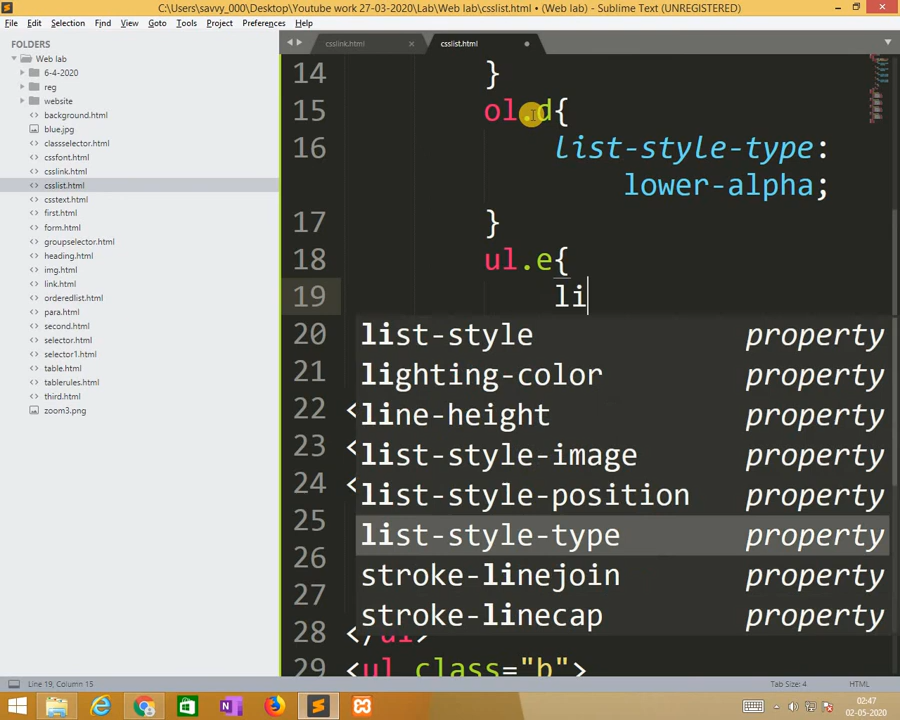 C:\Users\savvy_000\Desktop\Youtube work 27-03-2020\Lab\Web lab\csslist.html • (Web lab) - Sublime Text (UNREGISTERED)
File Edit Selection Find View Goto Tools Project Preferences Help
FOLDERS
Web lab
6-4-2020
reg
website
background.html
blue.jpg
classelector.html
cssfont.html
csslink.html
csslist.html
csstext.html
first.html
form.html
groupselector.html
heading.html
img.html
link.html
orderedlist.html
para.html
second.html
selector.html
selector1.html
table.html
tablerules.html
third.html
zoom3.png
csslink.html csslist.html
14 }
15 ol.d{
16 list-style-type:
lower-alpha;
17 }
18 ul.e{
19 li
20
21
22 <
23 <
24 <
25
26
27
28 </ul>
29 <ul class="b">
list-style property
lighting-color property
line-height property
list-style-image property
list-style-position property
list-style-type property
stroke-linejoin property
stroke-linecap property
Line 19, Column 15 Tab Size: 4 HTML
02:47
02-05-2020